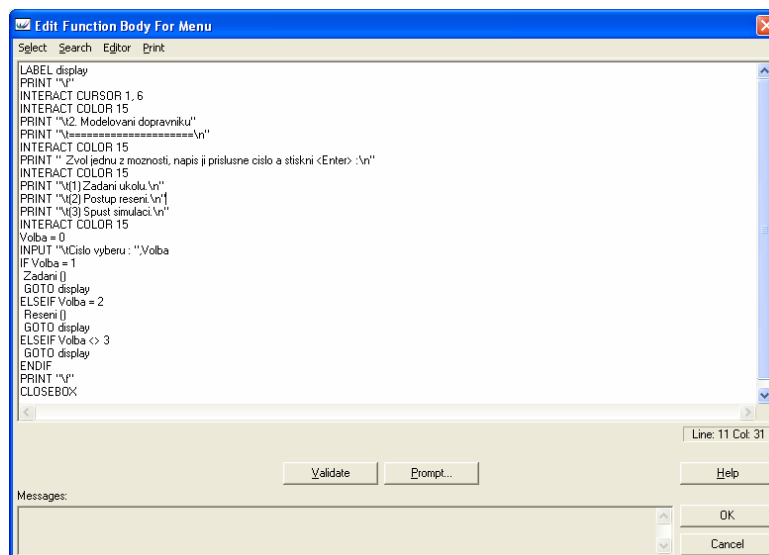 Edit Function Body For Menu
Select Search Editor Print
LABEL display
PRINT "\f"
INTERACT CURSOR 1, 6
INTERACT COLOR 15
PRINT "\t2. Modelovani dopravniku"
PRINT "\t=====================\n"
INTERACT COLOR 15
PRINT " Zvol jednu z moznosti, napis ji prislusne cislo a stiskni <Enter> :\n"
INTERACT COLOR 15
PRINT "\t(1) Zadani ukolu.\n"
PRINT "\t(2) Postup reseni.\n"
PRINT "\t(3) Spust simulaci.\n"
INTERACT COLOR 15
Volba = 0
INPUT "\tCislo vyberu : ",Volba
IF Volba = 1
Zadani ()
GOTO display
ELSEIF Volba = 2
Reseni ()
GOTO display
ELSEIF Volba <> 3
GOTO display
ENDIF
PRINT "\f"
CLOSEBOX
Line: 11 Col: 31
Validate Prompt... Help
Messages:
OK
Cancel